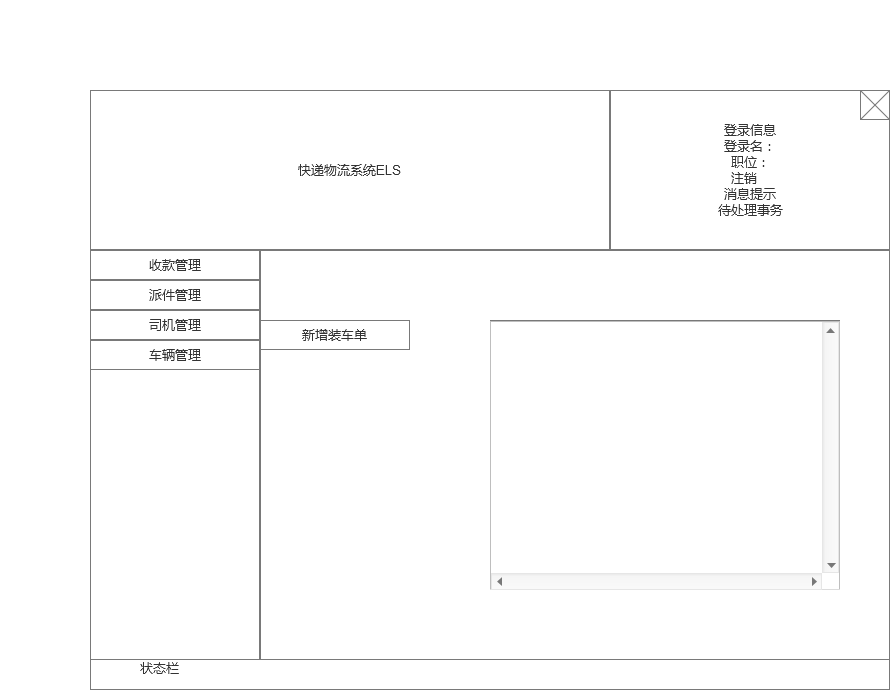 快递物流系统ELS
登录信息
登录名：
职位：
注销
消息提示
待处理事务
收款管理
派件管理
司机管理
车辆管理
新增装车单
状态栏